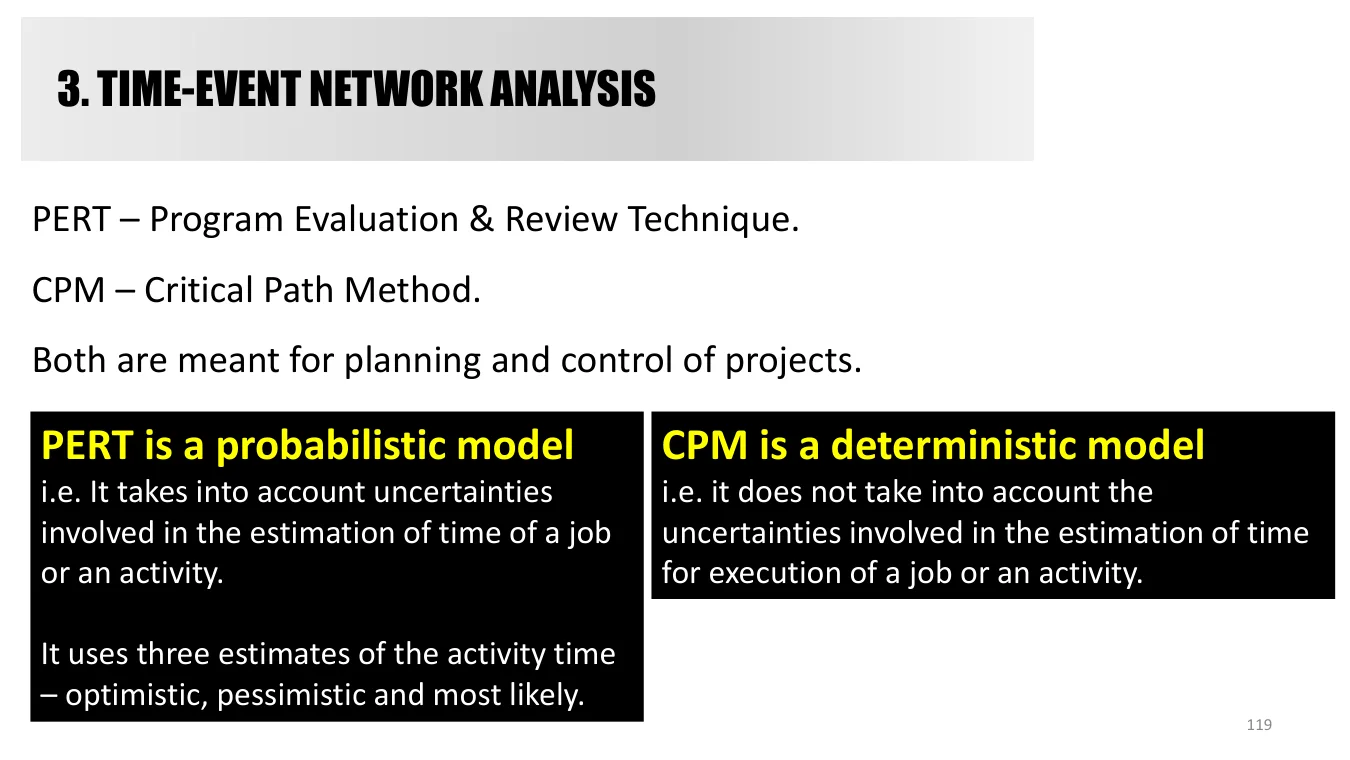 3. TIME-EVENT NETWORK ANALYSIS
PERT – Program Evaluation & Review Technique.
CPM – Critical Path Method.
Both are meant for planning and control of projects.
PERT is a probabilistic model
i.e. It takes into account uncertainties
involved in the estimation of time of a job
or an activity.
It uses three estimates of the activity time
– optimistic, pessimistic and most likely.
CPM is a deterministic model
i.e. it does not take into account the
uncertainties involved in the estimation of time
for execution of a job or an activity.
119